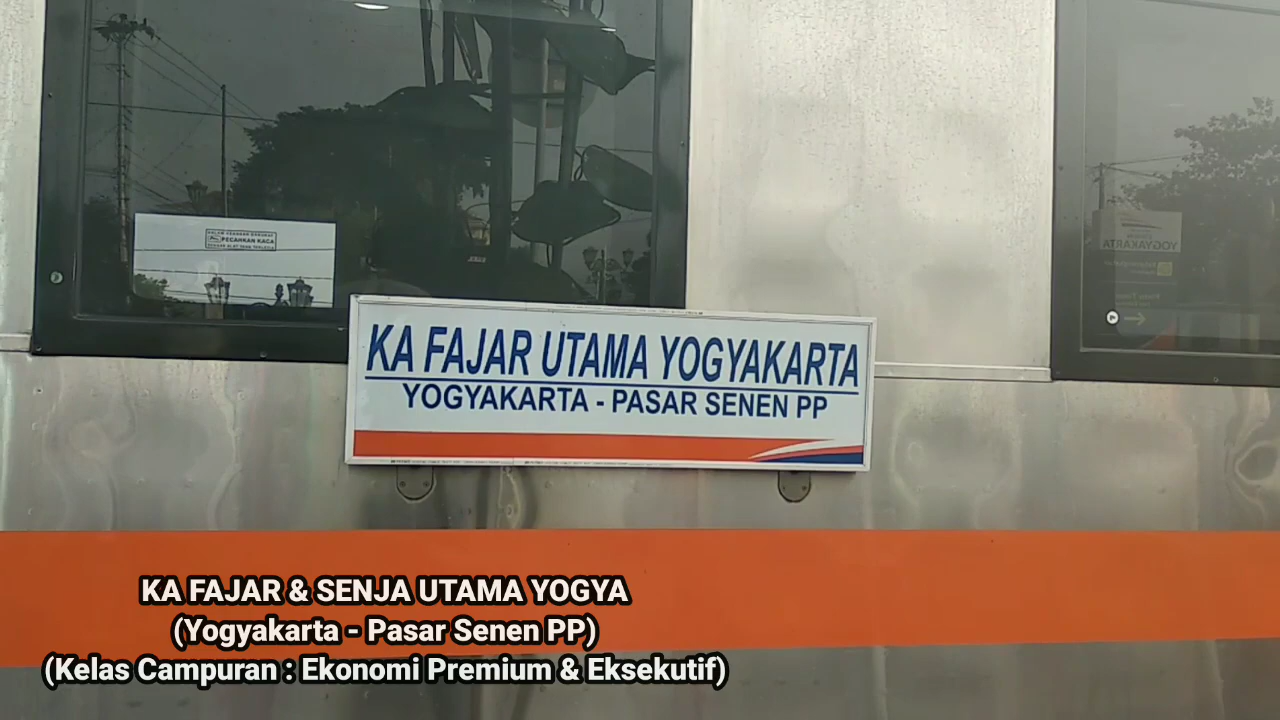 PECAHKAN KACA
KA FAJAR UTAMA YOGYAKARTA
YOGYAKARTA - PASAR SENEN PP
YOGYAKARTA
KA FAJAR & SENJA UTAMA YOGYA
(Yogyakarta - Pasar Senen PP)
(Kelas Campuran : Ekonomi Premium & Eksekutif)